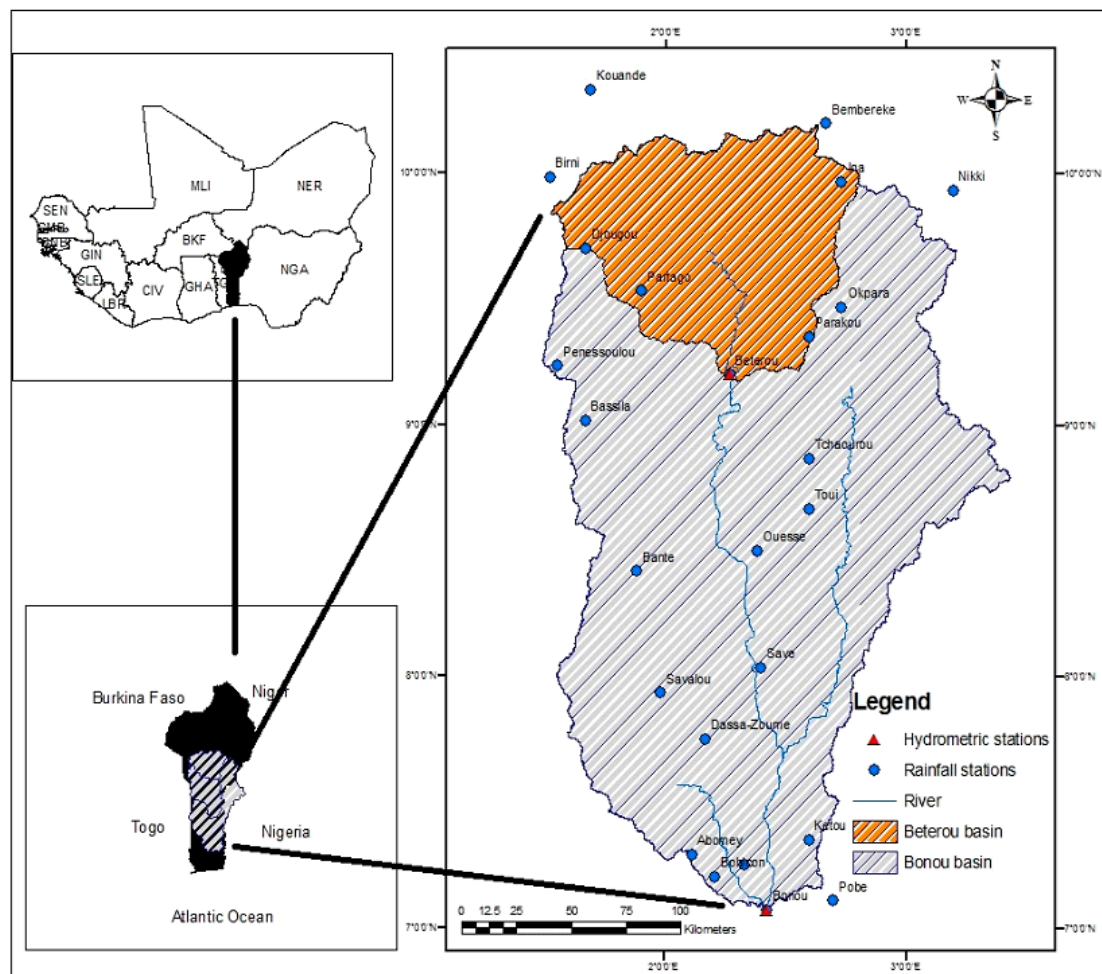 2°0'0"E 3°0'0"E
N
W E
S
Kouande
Bembereke
Birni
Ina
Nikki
10°0'0"N 10°0'0"N
MLI
NER
SEN
GIN
BKF
SLE
LBR
CIV
GHA
NGA
Djougou
Partago
Okpara
Parakou
Penessoulou
Beterou
Bassila
9°0'0"N 9°0'0"N
Tchaourou
Toui
Ouesse
Bante
Save
Savalou
8°0'0"N 8°0'0"N
Dassa-Zoume
Legend
Hydrometric stations
Rainfall stations
River
Beterou basin
Bonou basin
Burkina Faso
Niger
Togo
Nigeria
Atlantic Ocean
Abomey
Ketou
Bonou
Pobe
0 12.5 25 50 75 100
Kilometers
7°0'0"N 7°0'0"N
2°0'0"E 3°0'0"E